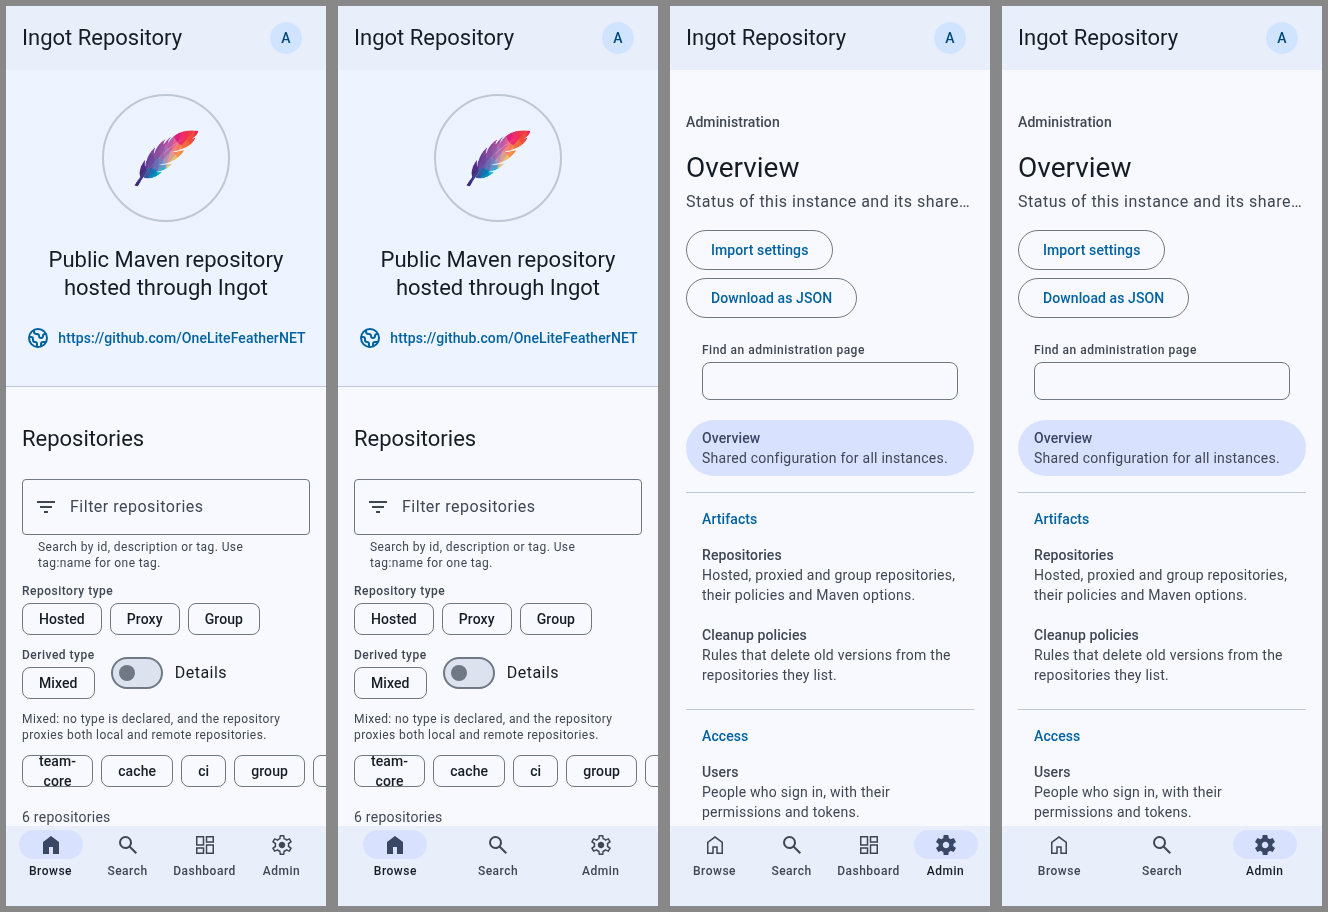 Ingot Repository
A
Public Maven repository
hosted through Ingot
https://github.com/OneLiteFeatherNET
Repositories
Filter repositories
Search by id, description or tag. Use
tag:name for one tag.
Repository type
Hosted
Proxy
Group
Derived type
Mixed
Details
Mixed: no type is declared, and the repository
proxies both local and remote repositories.
team-
core
cache
ci
group
6 repositories
Browse
Search
Dashboard
Admin
Ingot Repository
A
Public Maven repository
hosted through Ingot
https://github.com/OneLiteFeatherNET
Repositories
Filter repositories
Search by id, description or tag. Use
tag:name for one tag.
Repository type
Hosted
Proxy
Group
Derived type
Mixed
Details
Mixed: no type is declared, and the repository
proxies both local and remote repositories.
team-
core
cache
ci
group
6 repositories
Browse
Search
Admin
Ingot Repository
A
Administration
Overview
Status of this instance and its share…
Import settings
Download as JSON
Find an administration page
Overview
Shared configuration for all instances.
Artifacts
Repositories
Hosted, proxied and group repositories,
their policies and Maven options.
Cleanup policies
Rules that delete old versions from the
repositories they list.
Access
Users
People who sign in, with their
permissions and tokens.
Browse
Search
Dashboard
Admin
Ingot Repository
A
Administration
Overview
Status of this instance and its share…
Import settings
Download as JSON
Find an administration page
Overview
Shared configuration for all instances.
Artifacts
Repositories
Hosted, proxied and group repositories,
their policies and Maven options.
Cleanup policies
Rules that delete old versions from the
repositories they list.
Access
Users
People who sign in, with their
permissions and tokens.
Browse
Search
Admin